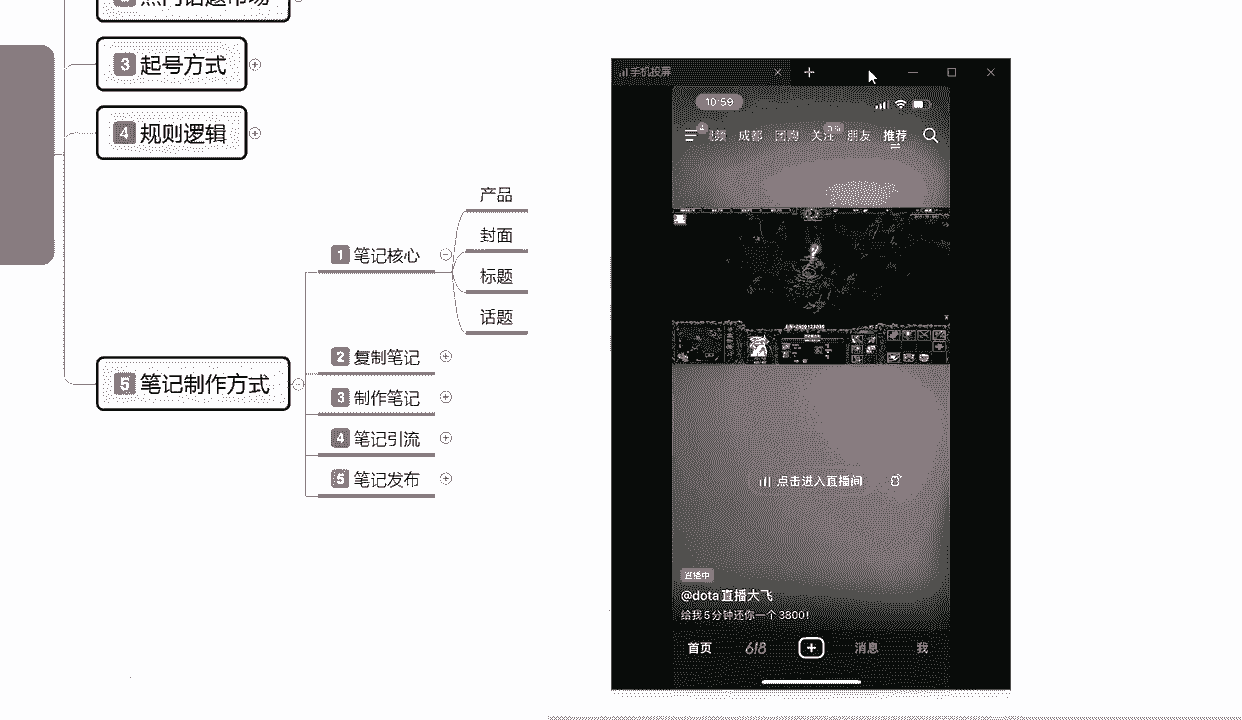 3 起号方式
4 规则逻辑
产品
1 笔记核心
封面
标题
话题
2 复制笔记
5 笔记制作方式
3 制作笔记
4 笔记引流
5 笔记发布
手机投屏
10:59
成都 团购 关注 朋友 推荐
点击进入直播间
直播中
@dota直播大飞
给我5分钟还你一个3800!
首页 618 消息 我